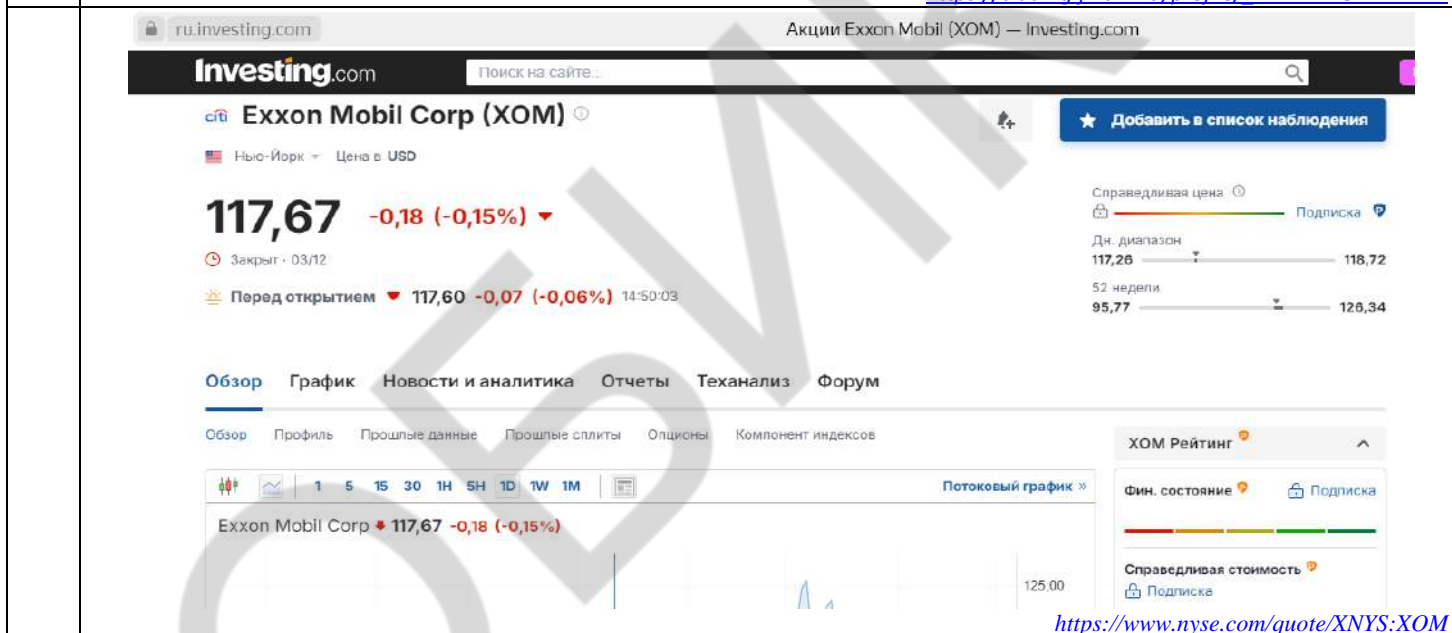 ru.investing.com Акции Exxon Mobil (XOM) — Investing.com
Investing.com Поиск на сайте...
citi Exxon Mobil Corp (XOM)
Добавить в список наблюдения
Нью-Йорк Цена в USD
117,67 -0,18 (-0,15%)
Закрыт · 03/12
Перед открытием 117,60 -0,07 (-0,06%) 14:50:03
Справедливая цена
Подписка
Дн. диапазон
117,26 118,72
52 недели
95,77 126,34
Обзор График Новости и аналитика Отчеты Теханализ Форум
Обзор Профиль Прошлые данные Прошлые сплиты Опционы Компонент индексов
1 5 15 30 1H 5H 1D 1W 1M Потоковый график »
Exxon Mobil Corp 117,67 -0,18 (-0,15%)
125,00
XOM Рейтинг
Фин. состояние Подписка
Справедливая стоимость
Подписка
https://www.nyse.com/quote/XNYS:XOM